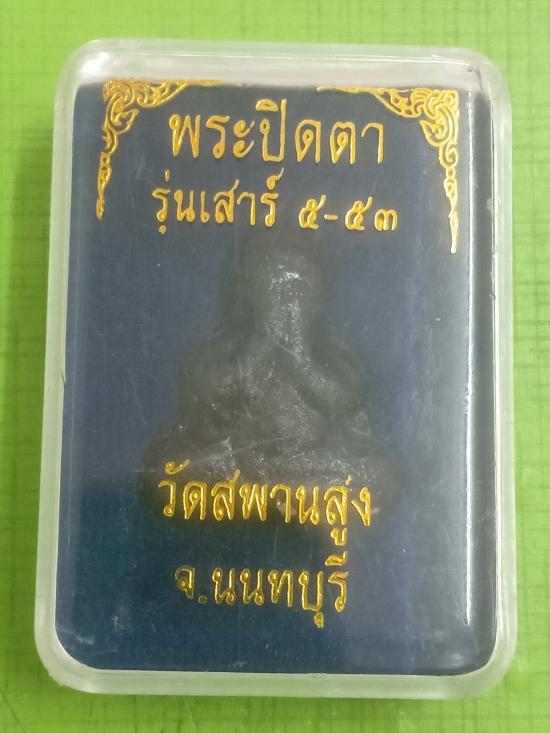 พระปิดตา
รุ่นเสาร์ ๕-๕๓
วัดสพานสูง
จ.นนทบุรี